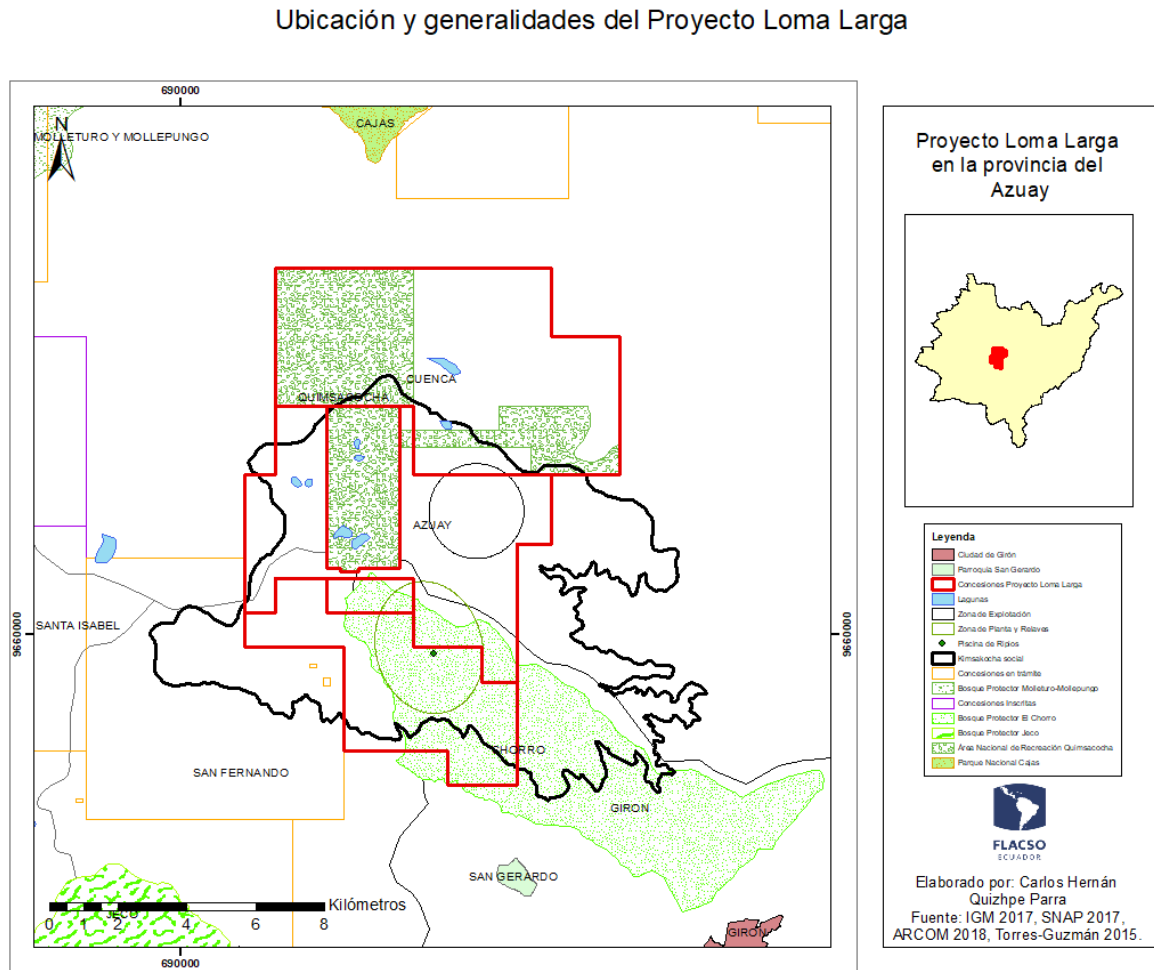 Ubicación y generalidades del Proyecto Loma Larga
690000
N
MOLLETURO Y MOLLEPUNGO
CAJAS
CUENCA
QUIMSACOCHA
AZUAY
9660000
9660000
SANTA ISABEL
CHORRO
SAN FERNANDO
GIRON
SAN GERARDO
JECO
Kilómetros
0 1 2 4 6 8
GIRON
690000
Proyecto Loma Larga
en la provincia del
Azuay
Leyenda
Ciudad de Girón
Parroquia San Gerardo
Concesiones Proyecto Loma Larga
Lagunas
Zona de Explotación
Zona de Planta y Relaves
Piscina de Ripios
Kimsakocha social
Concesiones en trámite
Bosque Protector Molleturo-Mollepungo
Concesiones Inscritas
Bosque Protector El Chorro
Bosque Protector Jeco
Área Nacional de Recreación Quimsacocha
Parque Nacional Cajas
FLACSO
ECUADOR
Elaborado por: Carlos Hernán
Quizhpe Parra
Fuente: IGM 2017, SNAP 2017,
ARCOM 2018, Torres-Guzmán 2015.